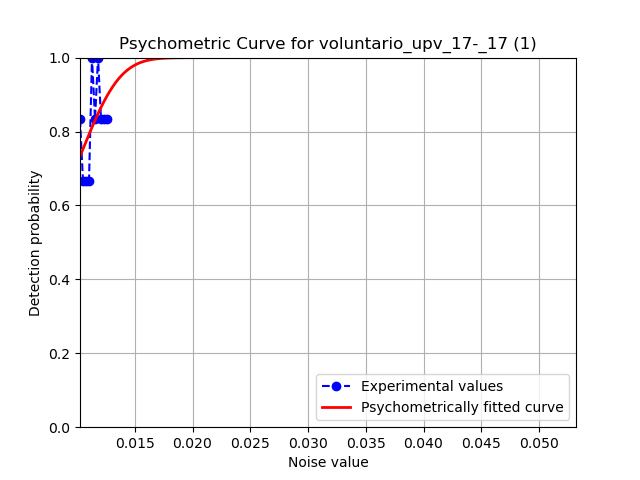 Psychometric Curve for voluntario_upv_17-_17 (1)
1.0
0.8
0.6
0.4
0.2
0.0
Detection probability
Experimental values
Psychometrically fitted curve
0.015 0.020 0.025 0.030 0.035 0.040 0.045 0.050
Noise value